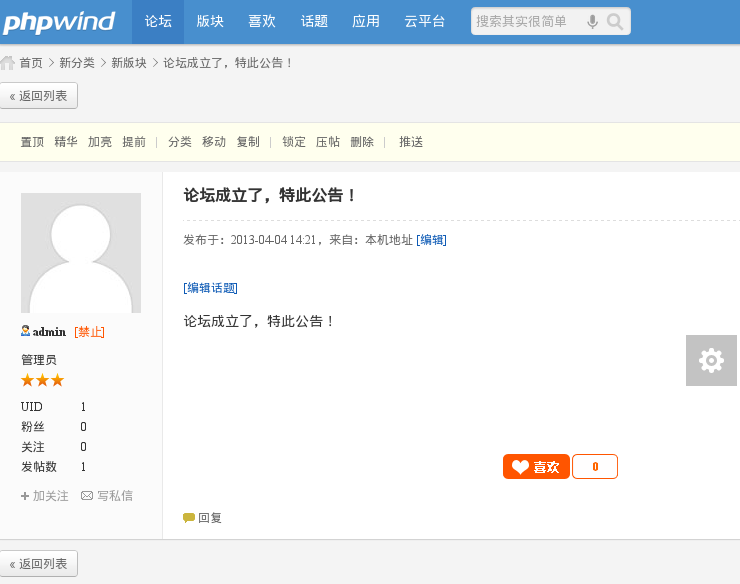 phpwind 论坛 版块 喜欢 话题 应用 云平台 搜索其实很简单
首页 > 新分类 > 新版块 > 论坛成立了，特此公告！
« 返回列表
置顶 精华 加亮 提前 | 分类 移动 复制 | 锁定 压帖 删除 | 推送
论坛成立了，特此公告！
发布于：2013-04-04 14:21，来自：本机地址 [编辑]
[编辑话题]
论坛成立了，特此公告！
admin [禁止]
管理员
UID 1
粉丝 0
关注 0
发帖数 1
+ 加关注 写私信
喜欢 0
回复
« 返回列表